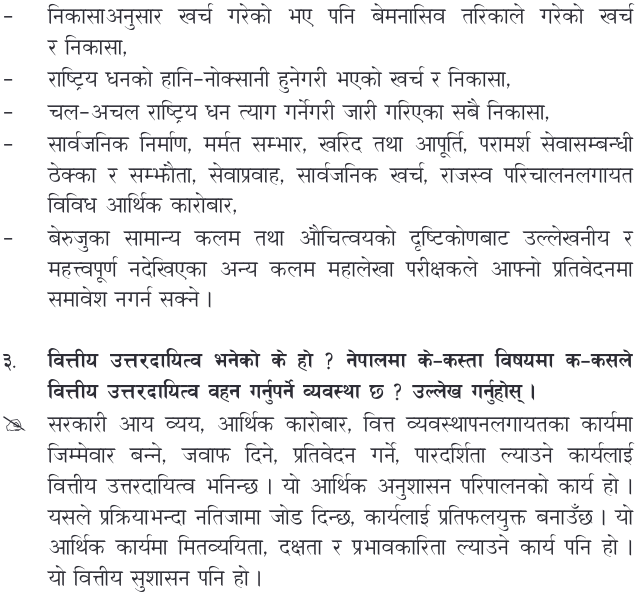 – निकासाअनुसार खर्च गरेको भए पनि बेमनासिव तरिकाले गरेको खर्च
र निकासा,
– राष्ट्रिय धनको हानि–नोक्सानी हुनेगरी भएको खर्च र निकासा,
– चल–अचल राष्ट्रिय धन त्याग गर्नेगरी जारी गरिएका सबै निकासा,
– सार्वजनिक निर्माण, मर्मत सम्भार, खरिद तथा आपूर्ति, परामर्श सेवासम्बन्धी
ठेक्का र सम्झौता, सेवाप्रवाह, सार्वजनिक खर्च, राजस्व परिचालनलगायत
विविध आर्थिक कारोबार,
– बेरुजुका सामान्य कलम तथा औचित्वयको दृष्टिकोणबाट उल्लेखनीय र
महत्त्वपूर्ण नदेखिएका अन्य कलम महालेखा परीक्षकले आफ्नो प्रतिवेदनमा
समावेश नगर्न सक्ने ।
३. वित्तीय उत्तरदायित्व भनेको के हो ? नेपालमा के–कस्ता विषयमा क–कसले
वित्तीय उत्तरदायित्व वहन गर्नुपर्ने व्यवस्था छ ? उल्लेख गर्नुहोस् ।
सरकारी आय व्यय, आर्थिक कारोबार, वित्त व्यवस्थापनलगायतका कार्यमा
जिम्मेवार बन्ने, जवाफ दिने, प्रतिवेदन गर्ने, पारदर्शिता ल्याउने कार्यलाई
वित्तीय उत्तरदायित्व भनिन्छ । यो आर्थिक अनुशासन परिपालनको कार्य हो ।
यसले प्रक्रियाभन्दा नतिजामा जोड दिन्छ, कार्यलाई प्रतिफलयुक्त बनाउँछ । यो
आर्थिक कार्यमा मितव्ययिता, दक्षता र प्रभावकारिता ल्याउने कार्य पनि हो ।
यो वित्तीय सुशासन पनि हो ।